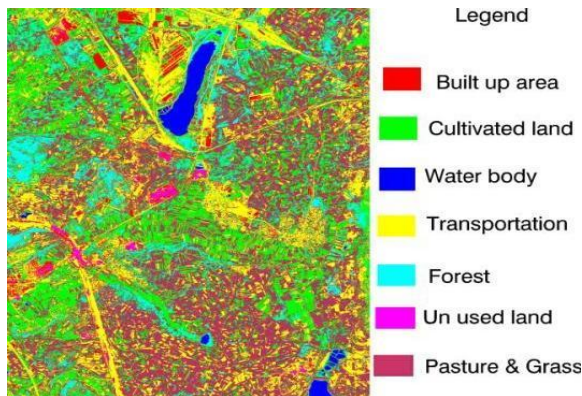 Legend
Built up area
Cultivated land
Water body
Transportation
Forest
Un used land
Pasture & Grass